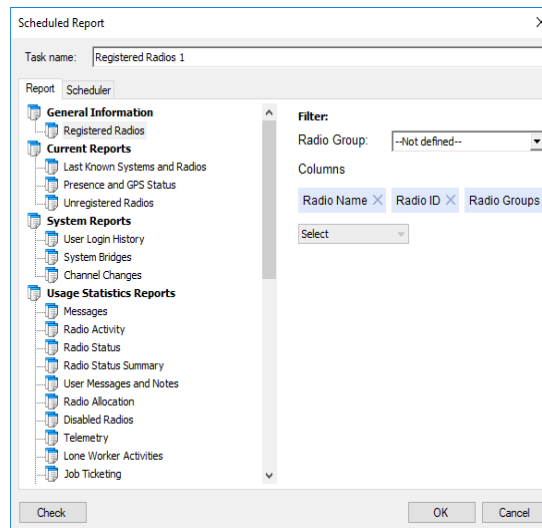 Scheduled Report
Task name: Registered Radios 1
Report Scheduler
General Information
Registered Radios
Current Reports
Last Known Systems and Radios
Presence and GPS Status
Unregistered Radios
System Reports
User Login History
System Bridges
Channel Changes
Usage Statistics Reports
Messages
Radio Activity
Radio Status
Radio Status Summary
User Messages and Notes
Radio Allocation
Disabled Radios
Telemetry
Lone Worker Activities
Job Ticketing
Filter:
Radio Group: --Not defined--
Columns
Radio Name Radio ID Radio Groups
Select
Check OK Cancel